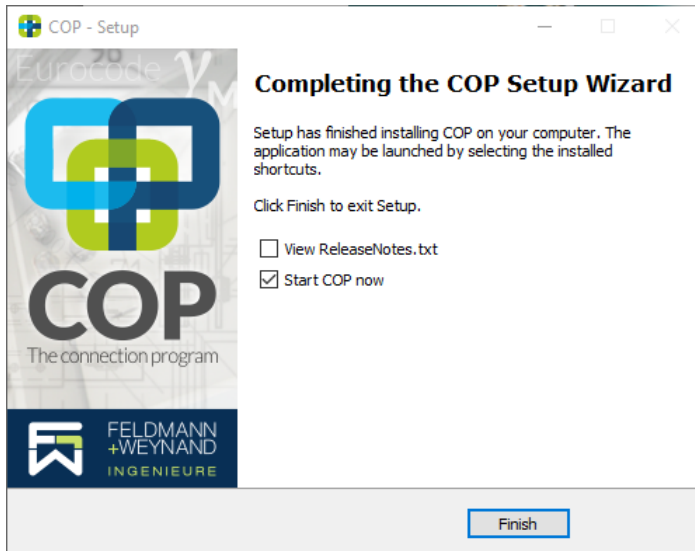 COP - Setup
Eurocode
γM
COP
The connection program
FELDMANN
+WEYNAND
INGENIEURE
Completing the COP Setup Wizard
Setup has finished installing COP on your computer. The
application may be launched by selecting the installed
shortcuts.
Click Finish to exit Setup.
View ReleaseNotes.txt
Start COP now
Finish